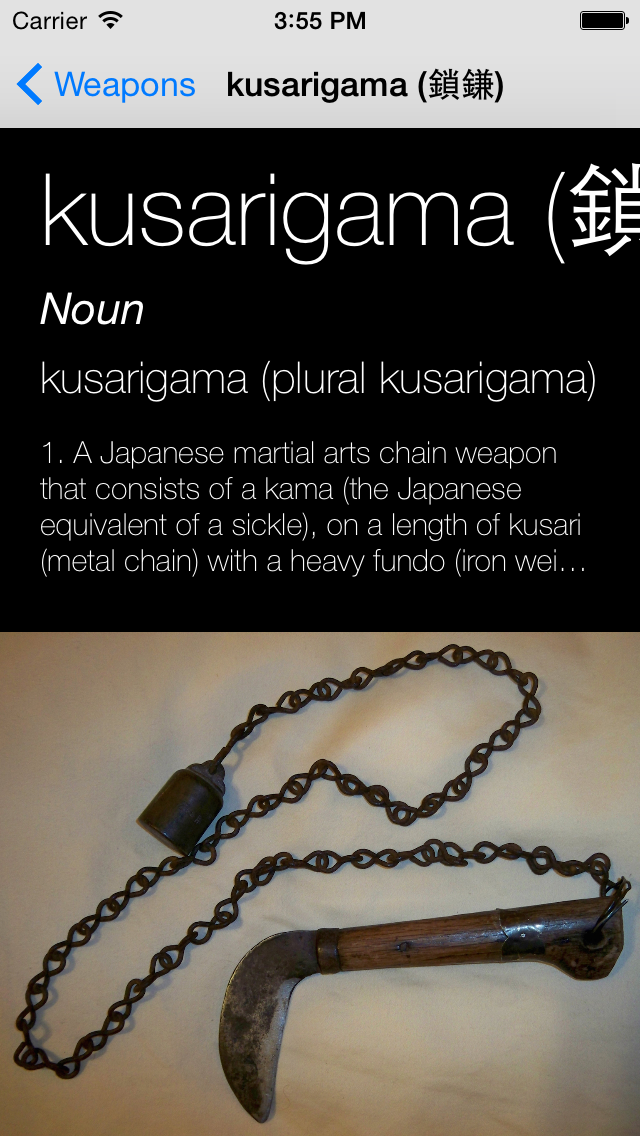 Carrier 3:55 PM
Weapons kusarigama (鎖鎌)
kusarigama (鎖
Noun
kusarigama (plural kusarigama)
1. A Japanese martial arts chain weapon
that consists of a kama (the Japanese
equivalent of a sickle), on a length of kusari
(metal chain) with a heavy fundo (iron wei…